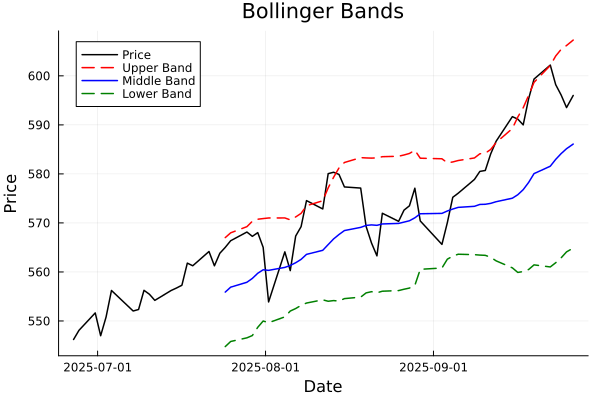 Bollinger Bands
Price
Upper Band
Middle Band
Lower Band
Price
600
590
580
570
560
550
2025-07-01
2025-08-01
2025-09-01
Date